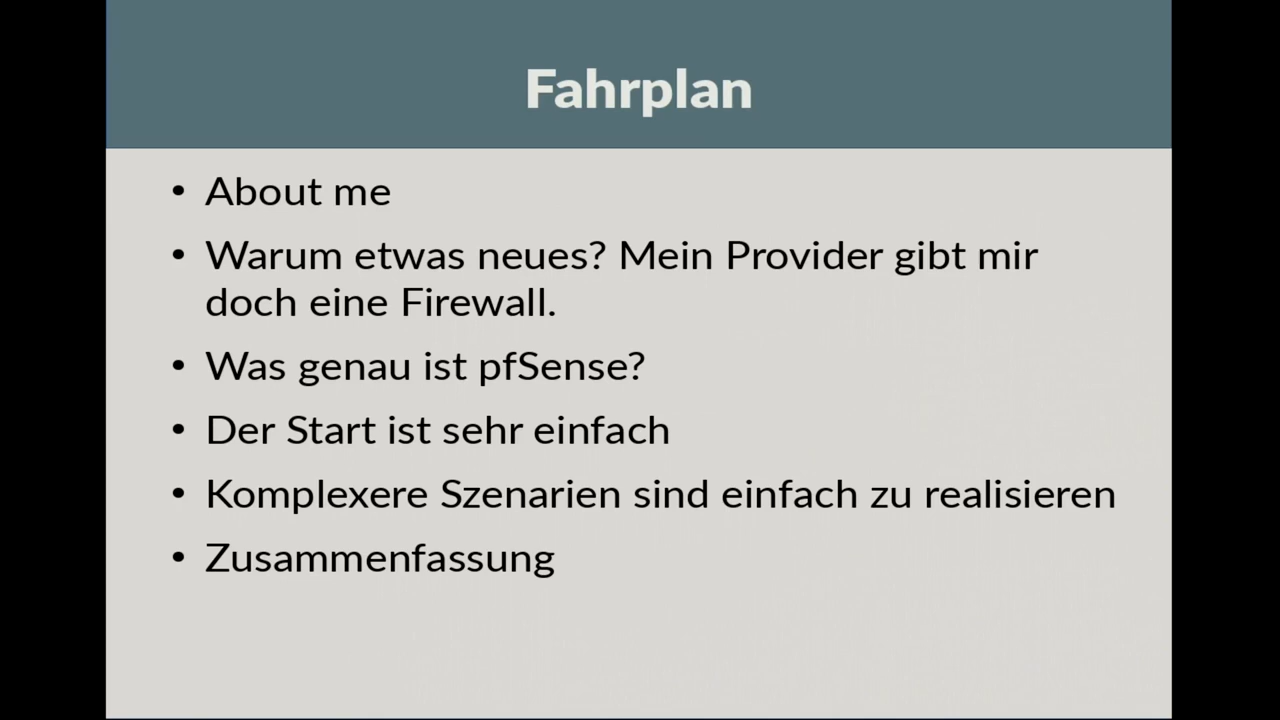 Fahrplan
• About me
• Warum etwas neues? Mein Provider gibt mir
doch eine Firewall.
• Was genau ist pfSense?
• Der Start ist sehr einfach
• Komplexere Szenarien sind einfach zu realisieren
• Zusammenfassung